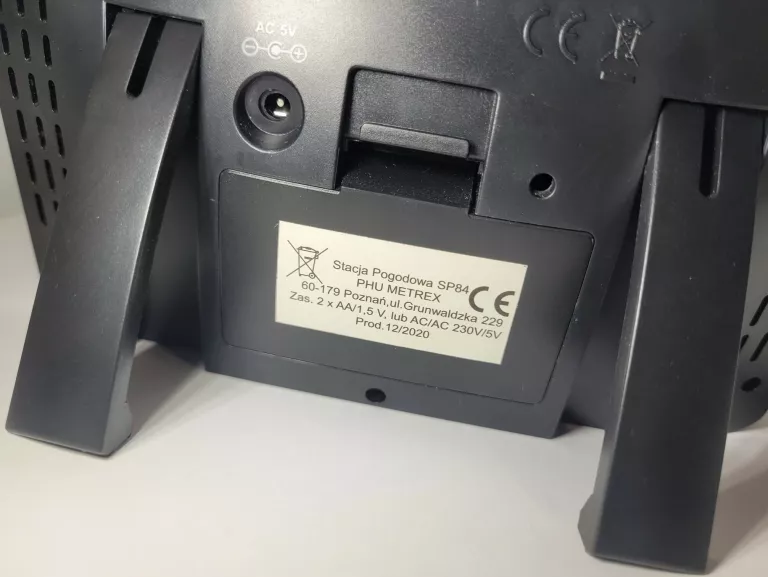 AC 5V
CE
Stacja Pogodowa SP84
PHU METREX
60-179 Poznań,ul.Grunwaldzka 229
Zas. 2 x AA/1,5 V, lub AC/AC 230V/5V
Prod.12/2020
CE